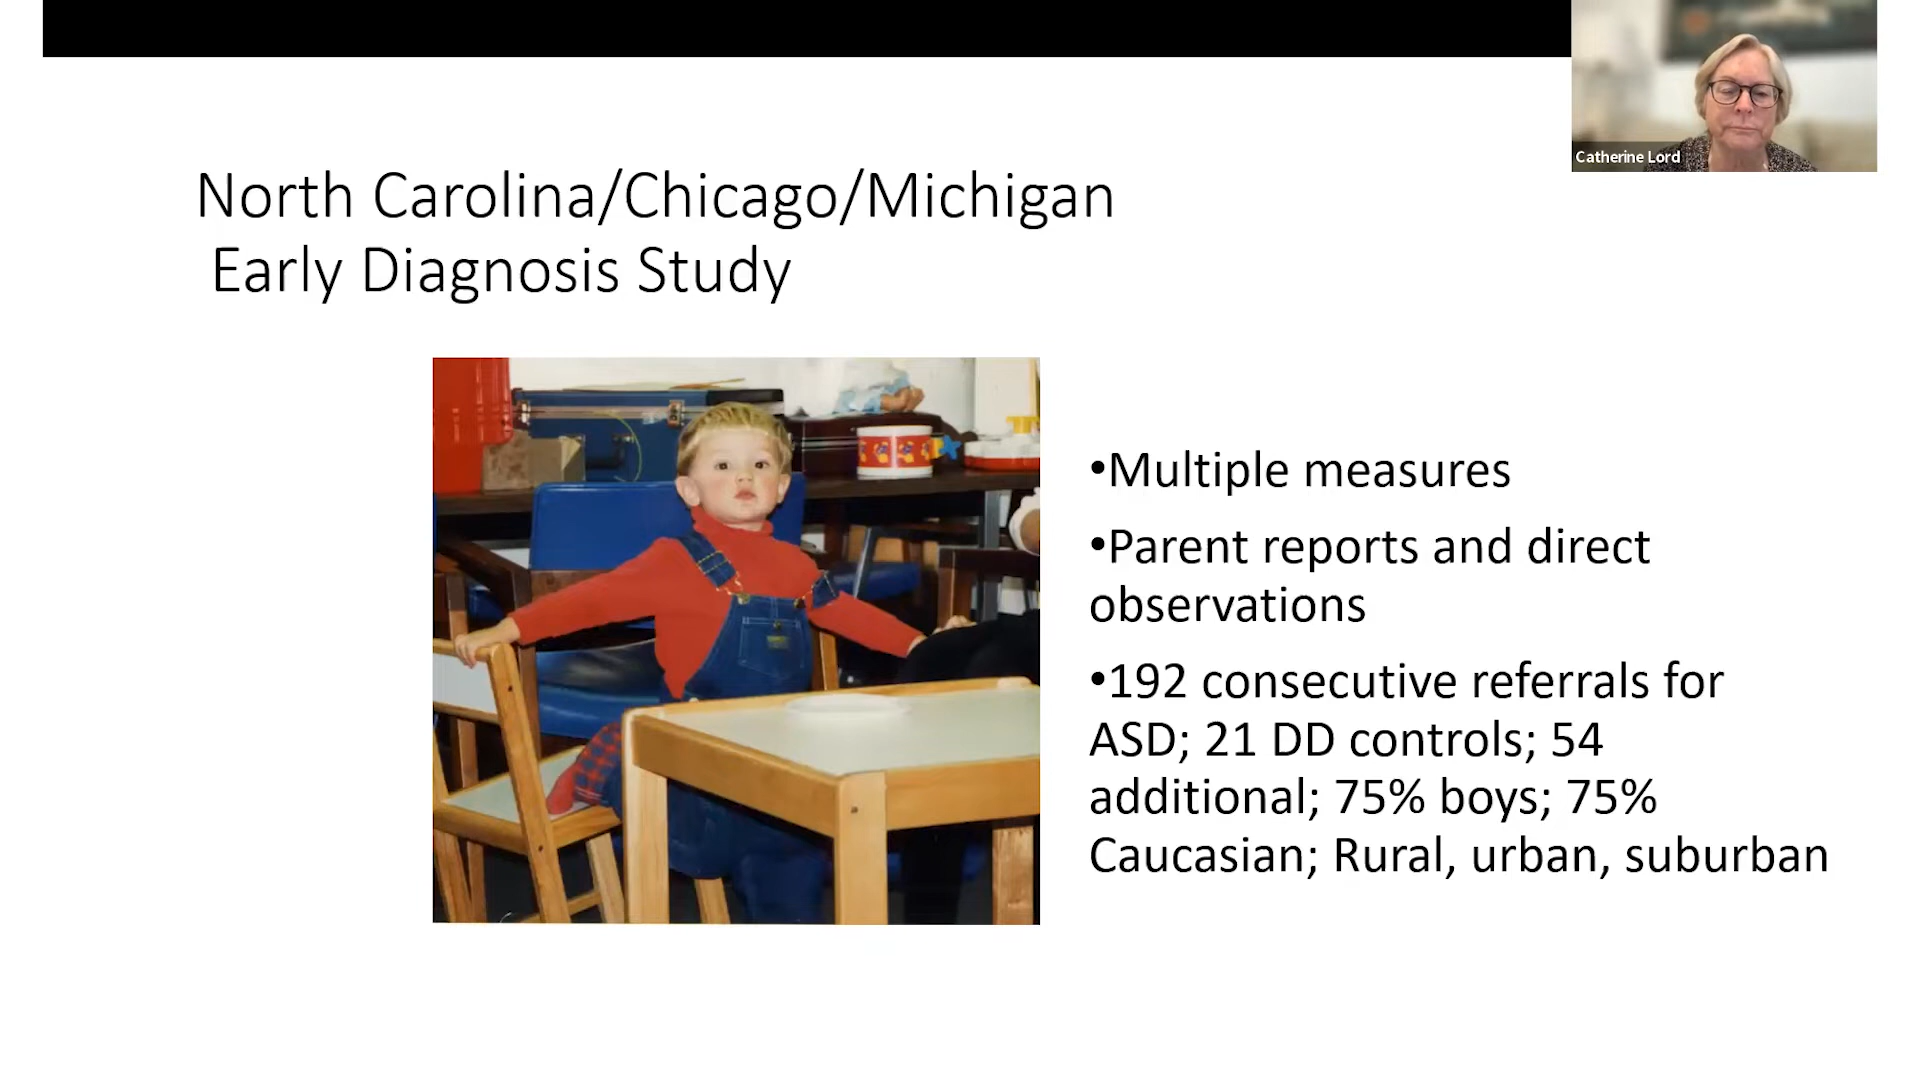 Catherine Lord
North Carolina/Chicago/Michigan
Early Diagnosis Study
•Multiple measures
•Parent reports and direct
observations
•192 consecutive referrals for
ASD; 21 DD controls; 54
additional; 75% boys; 75%
Caucasian; Rural, urban, suburban